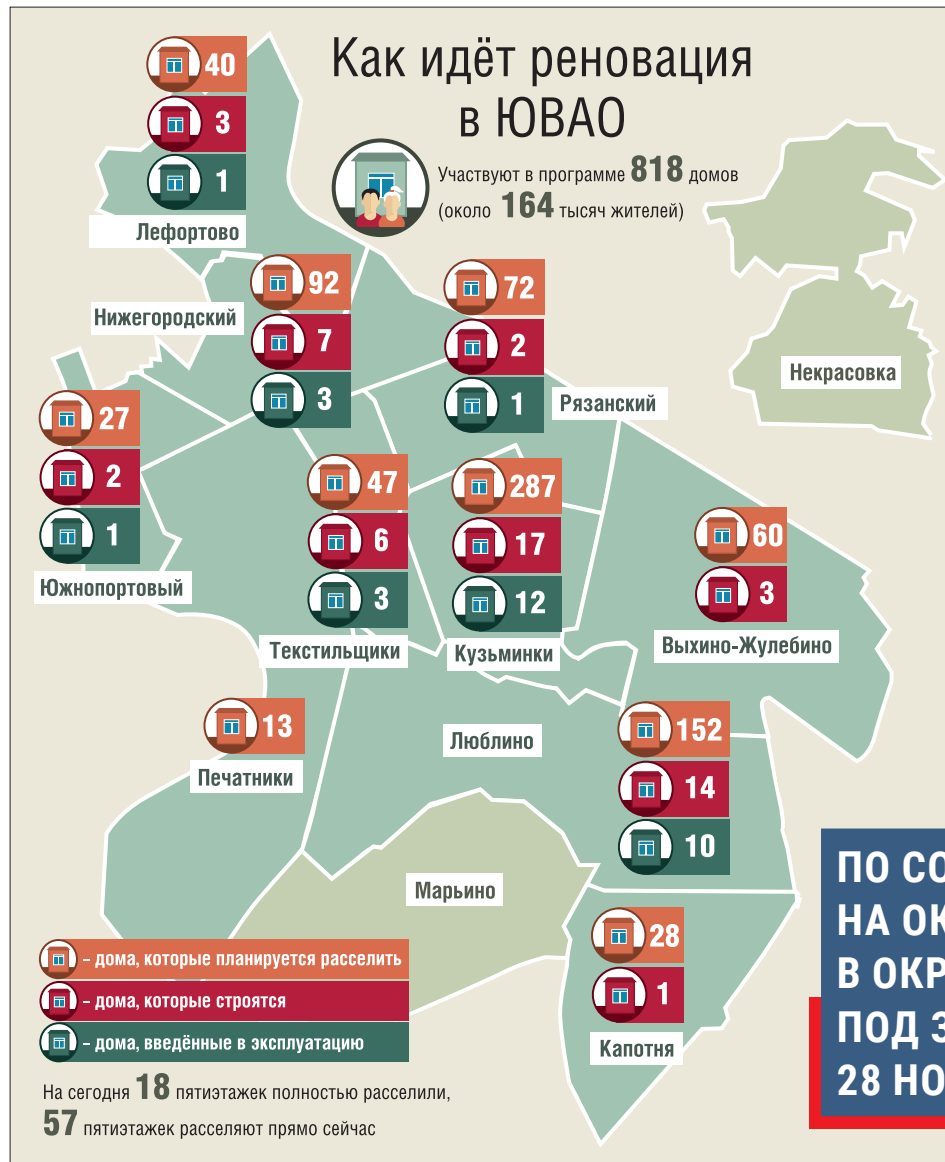 Как идёт реновация
в ЮВАО
Участвуют в программе 818 домов
(около 164 тысяч жителей)
40
3
1
Лефортово
92
7
3
Нижегородский
72
2
1
Рязанский
Некрасовка
27
2
1
Южнопортовый
47
6
3
Текстильщики
287
17
12
Кузьминки
60
3
Выхино-Жулебино
13
Печатники
Люблино
152
14
10
Марьино
28
1
Капотня
– дома, которые планируется расселить
– дома, которые строятся
– дома, введённые в эксплуатацию
На сегодня 18 пятиэтажек полностью расселили,
57 пятиэтажек расселяют прямо сейчас
ПО СО
НА ОК
В ОКР
ПОД З
28 НО